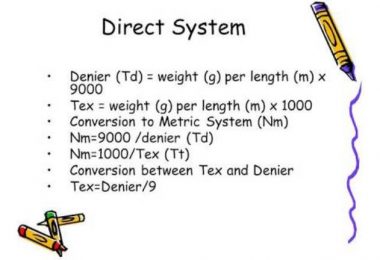 Direct System
• Denier (Td) = weight (g) per length (m) x
9000
• Tex = weight (g) per length (m) x 1000
• Conversion to Metric System (Nm)
• Nm=9000 /denier (Td)
• Nm=1000/Tex (Tt)
• Conversion between Tex and Denier
• Tex=Denier/9